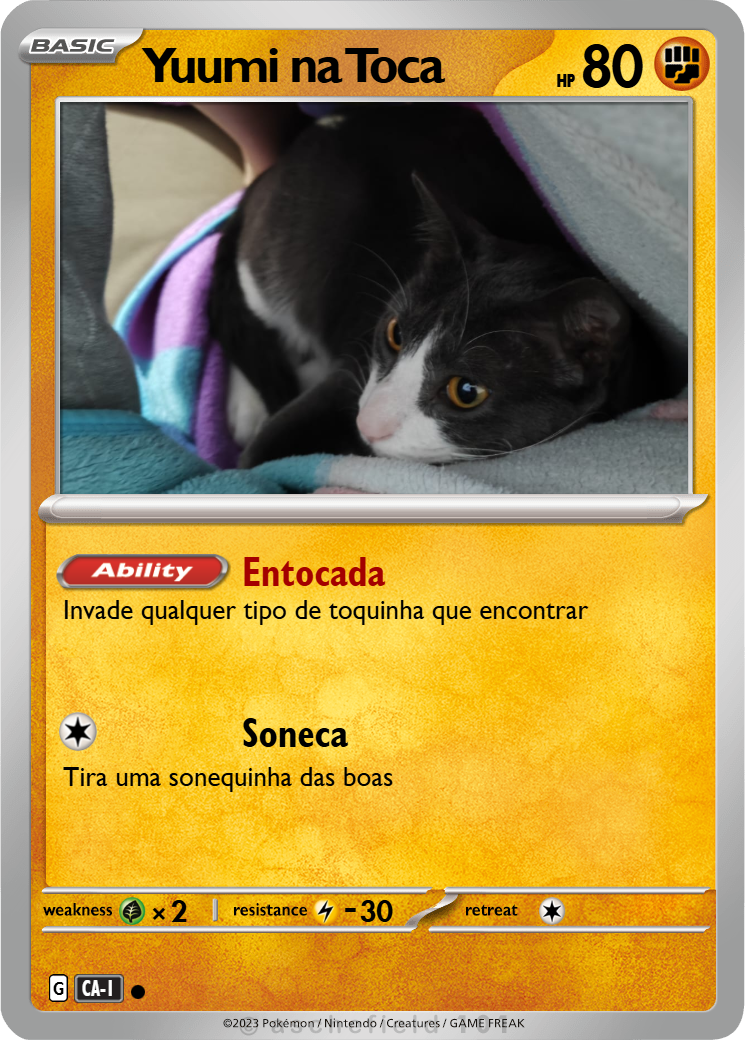 BASIC
Yuumi na Toca
HP 80
Ability Entocada
Invade qualquer tipo de toquinha que encontrar
Soneca
Tira uma sonequinha das boas
weakness × 2 | resistance -30 retreat
G CA-I
©2023 Pokémon / Nintendo / Creatures / GAME FREAK